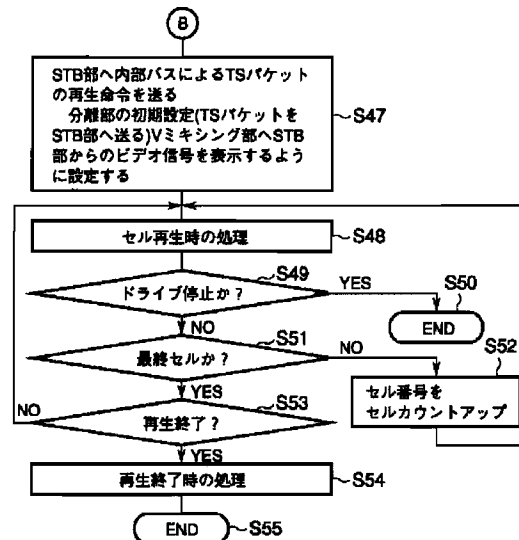 8
STB部へ内部バスによるTSパケット
の再生命令を送る
分離部の初期設定(TSパケットを
STB部へ送る)Vミキシング部へSTB
部からのビデオ信号を表示するよう
に設定する
S47
セル再生時の処理
S48
S49
ドライブ停止か?
YES
S50
END
NO
S51
最終セルか?
NO
S52
セル番号を
セルカウントアップ
YES
S53
NO
再生終了?
YES
再生終了時の処理
S54
END
S55